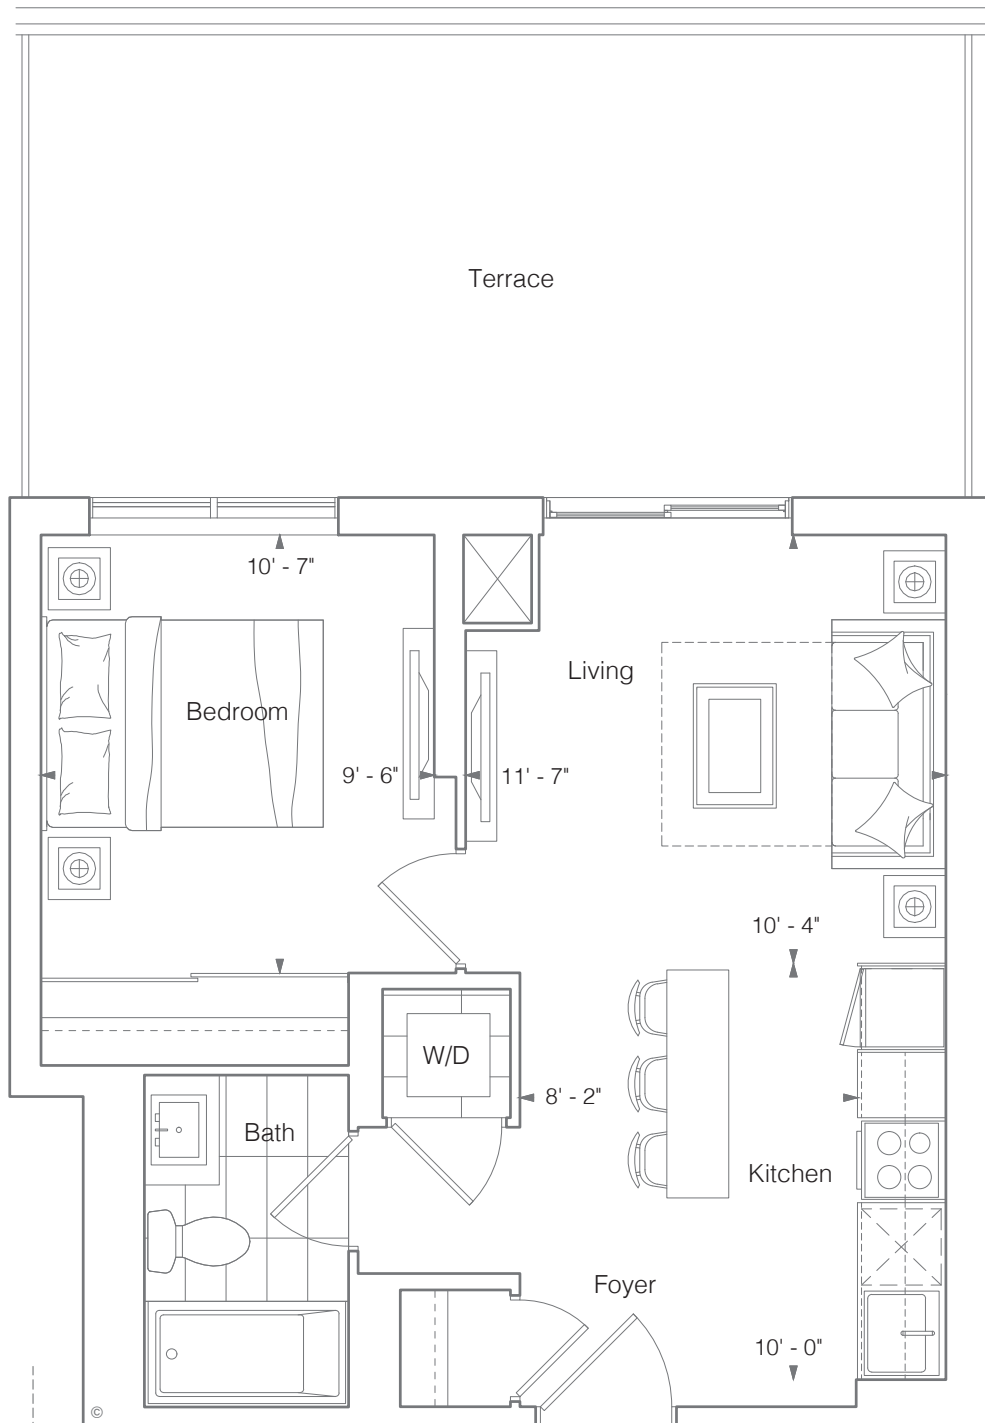 Terrace
10' - 7"
Living
Bedroom
9' - 6"
11' - 7"
10' - 4"
W/D
8' - 2"
Bath
Kitchen
Foyer
10' - 0"
©